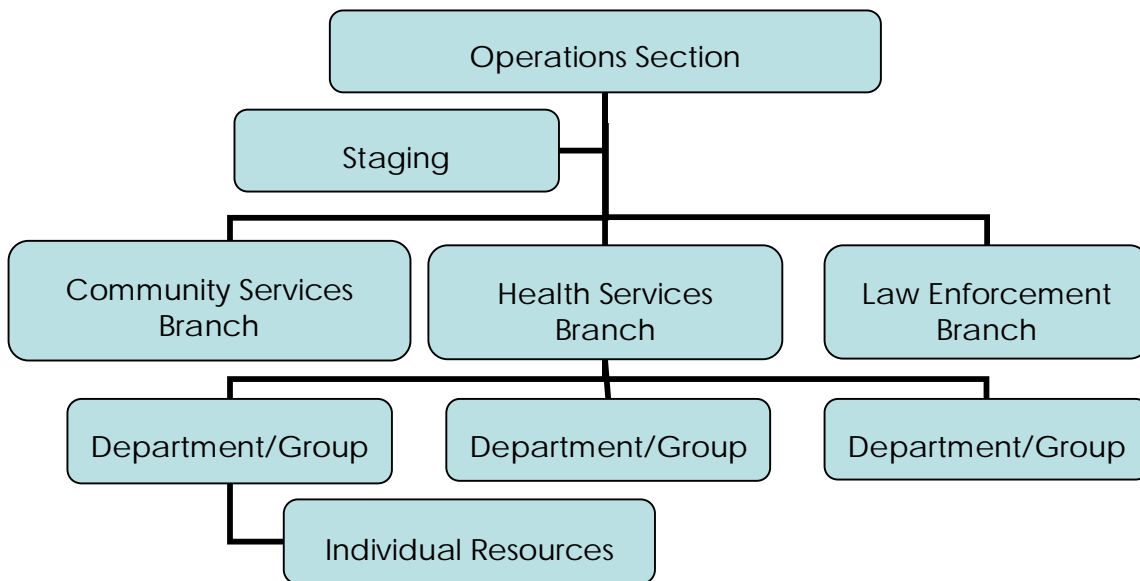 Operations Section
Staging
Community Services
Branch
Health Services
Branch
Law Enforcement
Branch
Department/Group
Department/Group
Department/Group
Individual Resources